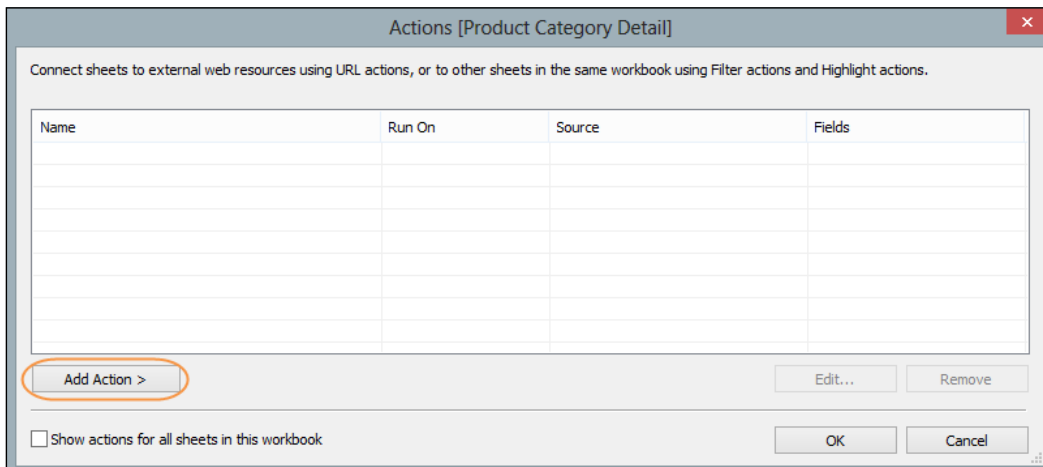 Actions [Product Category Detail]
Connect sheets to external web resources using URL actions, or to other sheets in the same workbook using Filter actions and Highlight actions.
Name Run On Source Fields
Add Action > Edit... Remove
Show actions for all sheets in this workbook OK Cancel